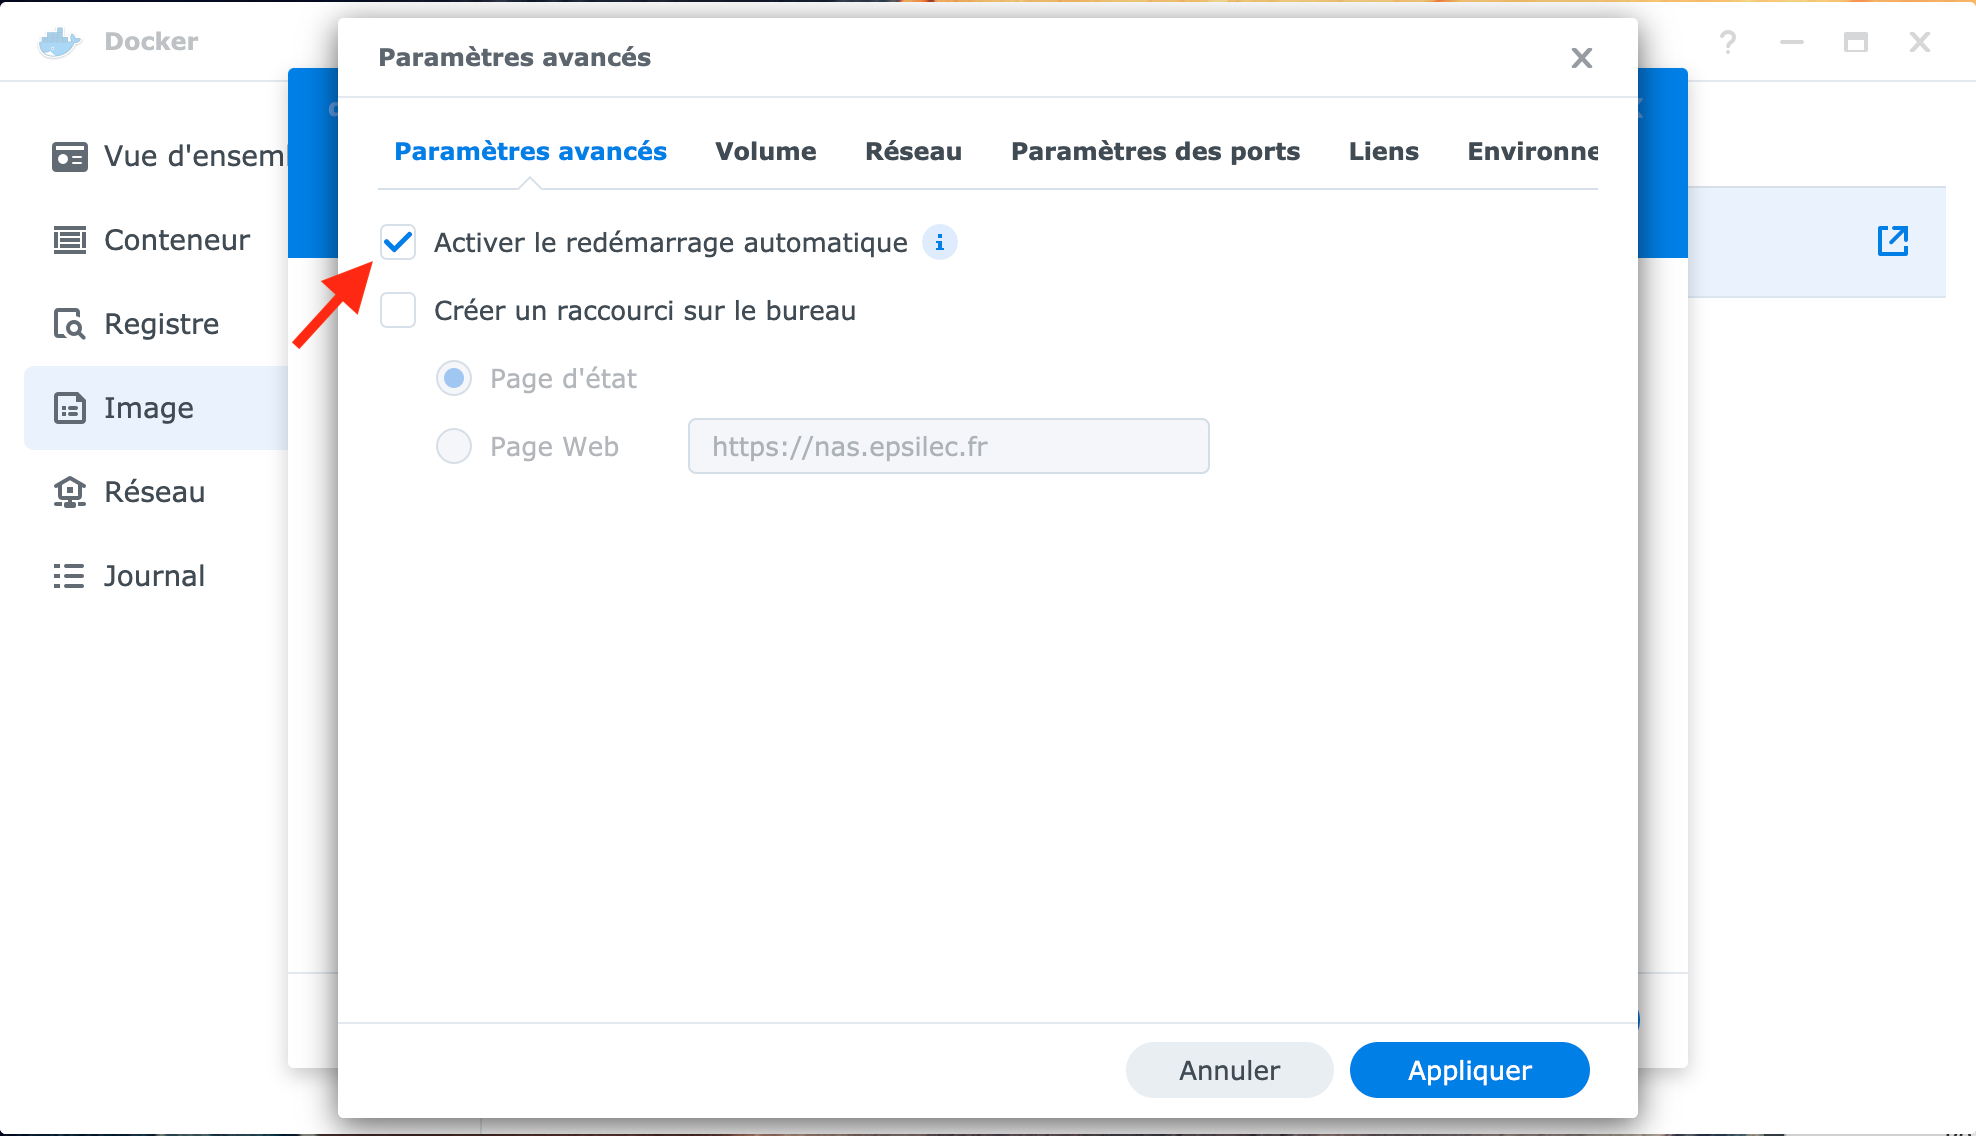 Docker
Paramètres avancés
Paramètres avancés Volume Réseau Paramètres des ports Liens Environne
Vue d'ensem
Conteneur
Registre
Image
Réseau
Journal
Activer le redémarrage automatique
Créer un raccourci sur le bureau
Page d'état
Page Web https://nas.epsilec.fr
Annuler Appliquer